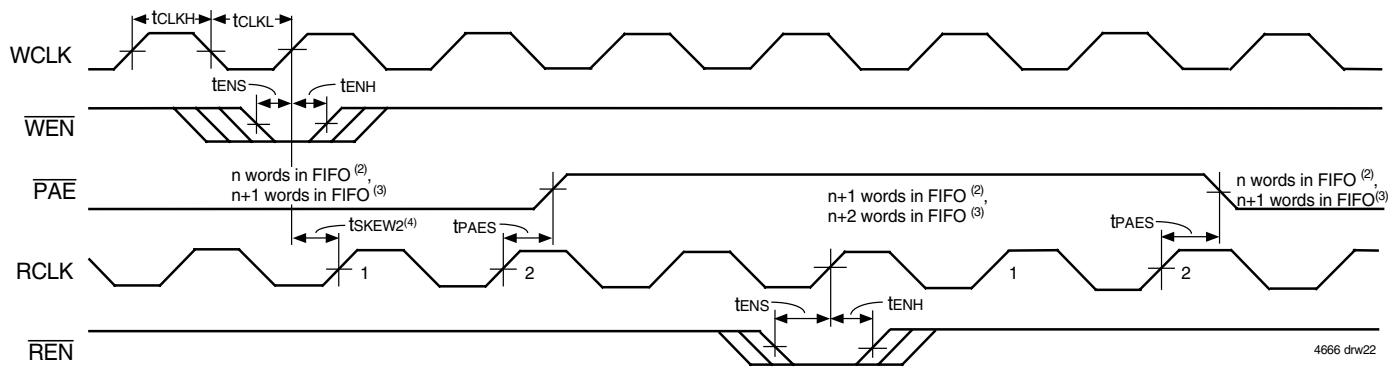 tCLKH
tCLKL
WCLK
tENS
tENH
WEN
n words in FIFO (2),
n+1 words in FIFO (3)
PAE
n+1 words in FIFO (2),
n+2 words in FIFO (3)
n words in FIFO (2),
n+1 words in FIFO(3)
tSKEW2(4)
tPAES
tPAES
RCLK
1
2
1
2
tENS
tENH
REN
4666 drw22